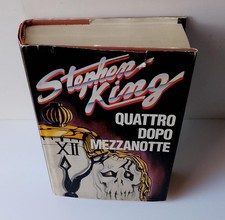 Stephen
King
QUATTRO
DOPO
MEZZANOTTE
XII